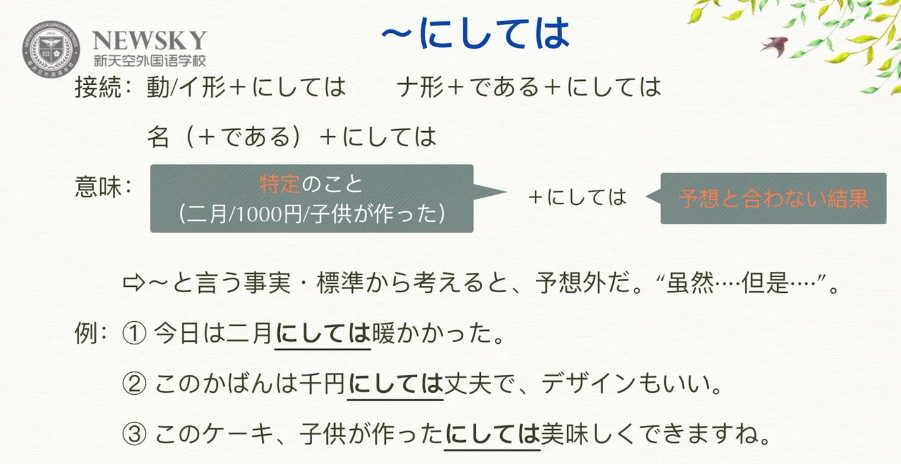 ~にしては
NEWSKY
新天空外国语学校
接続：動/イ形＋にしては　　ナ形＋である＋にしては
名（＋である）＋にしては
意味：
特定のこと
（二月/1000円/子供が作った）
＋にしては
予想と合わない結果
⇨～と言う事実・標準から考えると、予想外だ。“虽然····但是····”。
例：① 今日は二月にしては暖かかった。
② このかばんは千円にしては丈夫で、デザインもいい。
③ このケーキ、子供が作ったにしては美味しくできますね。